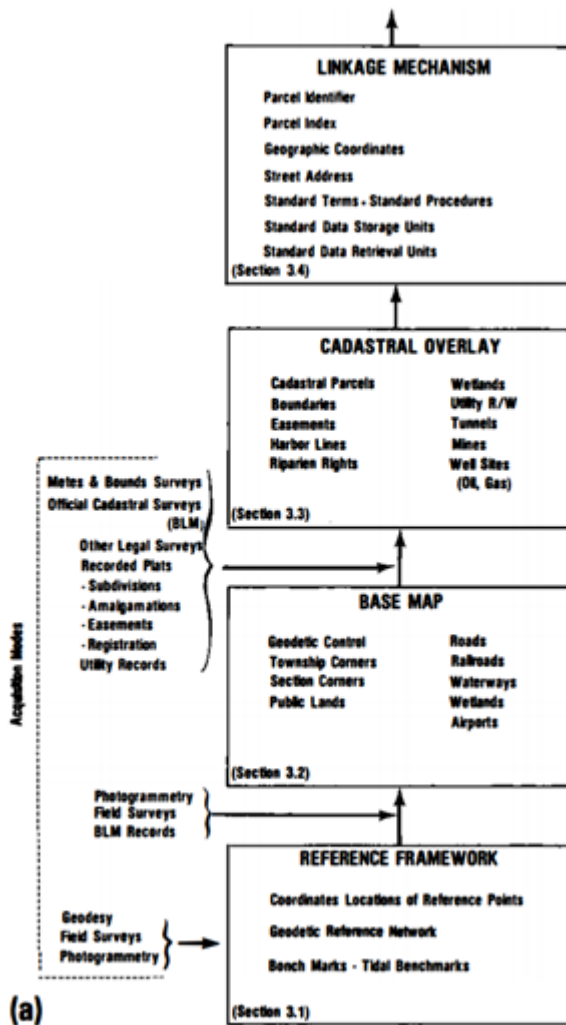 LINKAGE MECHANISM
Parcel Identifier
Parcel Index
Geographic Coordinates
Street Address
Standard Terms - Standard Procedures
Standard Data Storage Units
Standard Data Retrieval Units
(Section 3.4)
CADASTRAL OVERLAY
Cadastral Parcels
Boundaries
Easements
Harbor Lines
Riparien Rights
Wetlands
Utility R/W
Tunnels
Mines
Well Sites
(Oil, Gas)
(Section 3.3)
Acquisition Modes
Metes & Bounds Surveys
Official Cadastral Surveys
(BLM)
Other Legal Surveys
Recorded Plats
- Subdivisions
- Amalgamations
- Easements
- Registration
Utility Records
BASE MAP
Geodetic Control
Township Corners
Section Corners
Public Lands
Roads
Railroads
Waterways
Wetlands
Airports
(Section 3.2)
Photogrammetry
Field Surveys
BLM Records
REFERENCE FRAMEWORK
Coordinates Locations of Reference Points
Geodetic Reference Network
Bonch Marks - Tidal Benchmarks
(Section 3.1)
Geodesy
Field Surveys
Photogrammetry
(a)